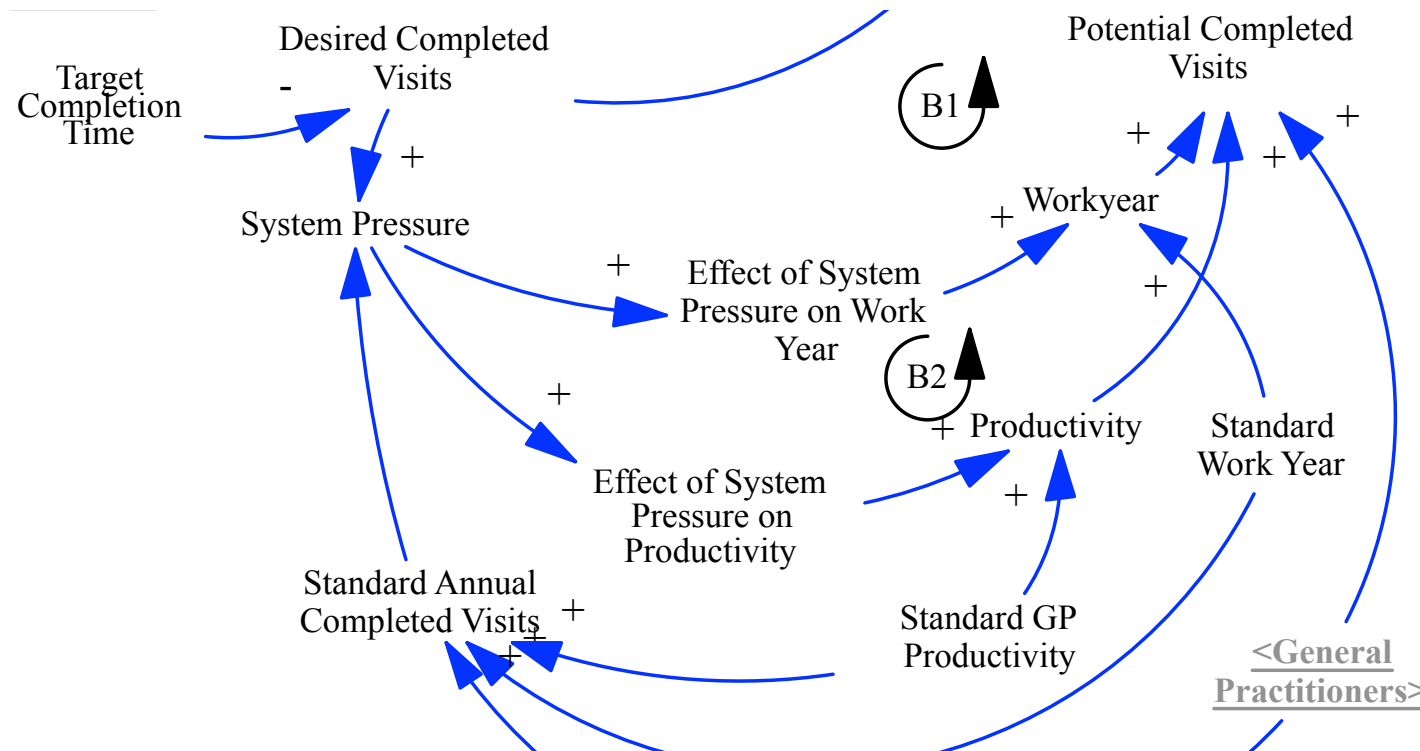 Desired Completed
Visits
-
Target
Completion
Time
+
System Pressure
Potential Completed
Visits
B1
+
+
+
Workyear
+
+
+
Effect of System
Pressure on Work
Year
B2
+
+
Productivity
Standard
Work Year
+
Effect of System
Pressure on
Productivity
Standard Annual
Completed Visits
+
+
+
Standard GP
Productivity
<General
Practitioners>